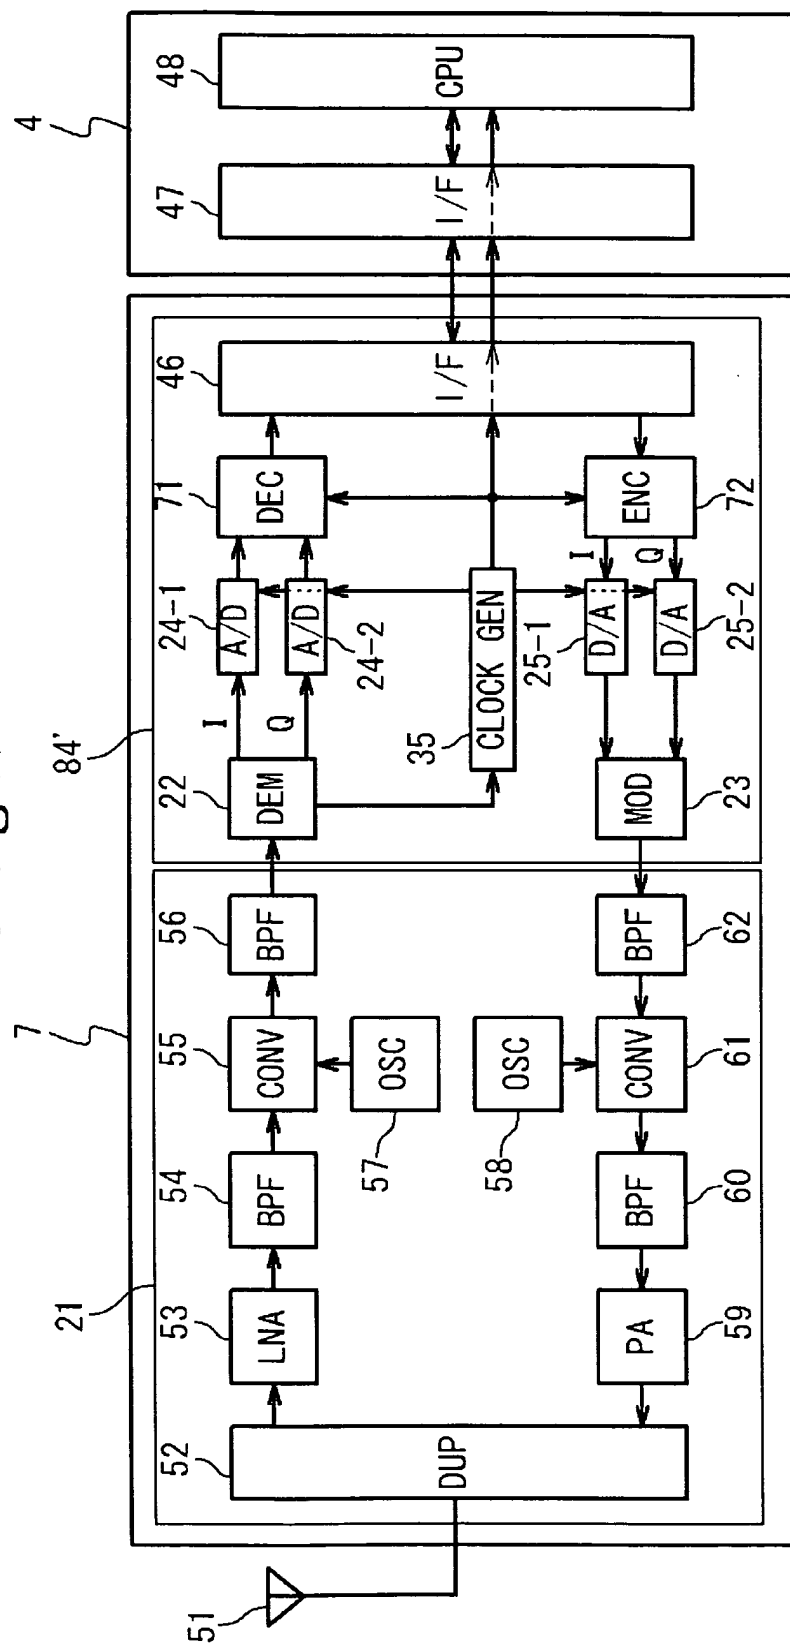 7
4
21
84'
51
52
DUP
53
LNA
54
BPF
55
CONV
56
BPF
57
OSC
58
OSC
59
PA
60
BPF
61
CONV
62
BPF
22
DEM
I
Q
24-1
A/D
A/D
24-2
71
DEC
35
CLOCK GEN
23
MOD
25-1
D/A
D/A
25-2
I
Q
ENC
72
46
I/F
47
I/F
48
CPU